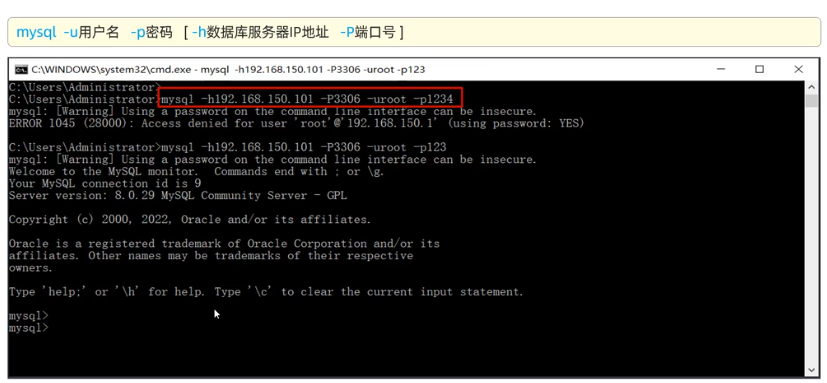 mysql -u用户名 -p密码 [ -h数据库服务器IP地址 -P端口号 ]
C:\WINDOWS\system32\cmd.exe - mysql -h192.168.150.101 -P3306 -uroot -p123
C:\Users\Administrator>
C:\Users\Administrator>mysql -h192.168.150.101 -P3306 -uroot -p1234
mysql: [Warning] Using a password on the command line interface can be insecure.
ERROR 1045 (28000): Access denied for user 'root'@'192.168.150.1' (using password: YES)
C:\Users\Administrator>mysql -h192.168.150.101 -P3306 -uroot -p123
mysql: [Warning] Using a password on the command line interface can be insecure.
Welcome to the MySQL monitor.  Commands end with ; or \g.
Your MySQL connection id is 9
Server version: 8.0.29 MySQL Community Server - GPL
Copyright (c) 2000, 2022, Oracle and/or its affiliates.
Oracle is a registered trademark of Oracle Corporation and/or its
affiliates. Other names may be trademarks of their respective
owners.
Type 'help;' or '\h' for help. Type '\c' to clear the current input statement.
mysql>
mysql>